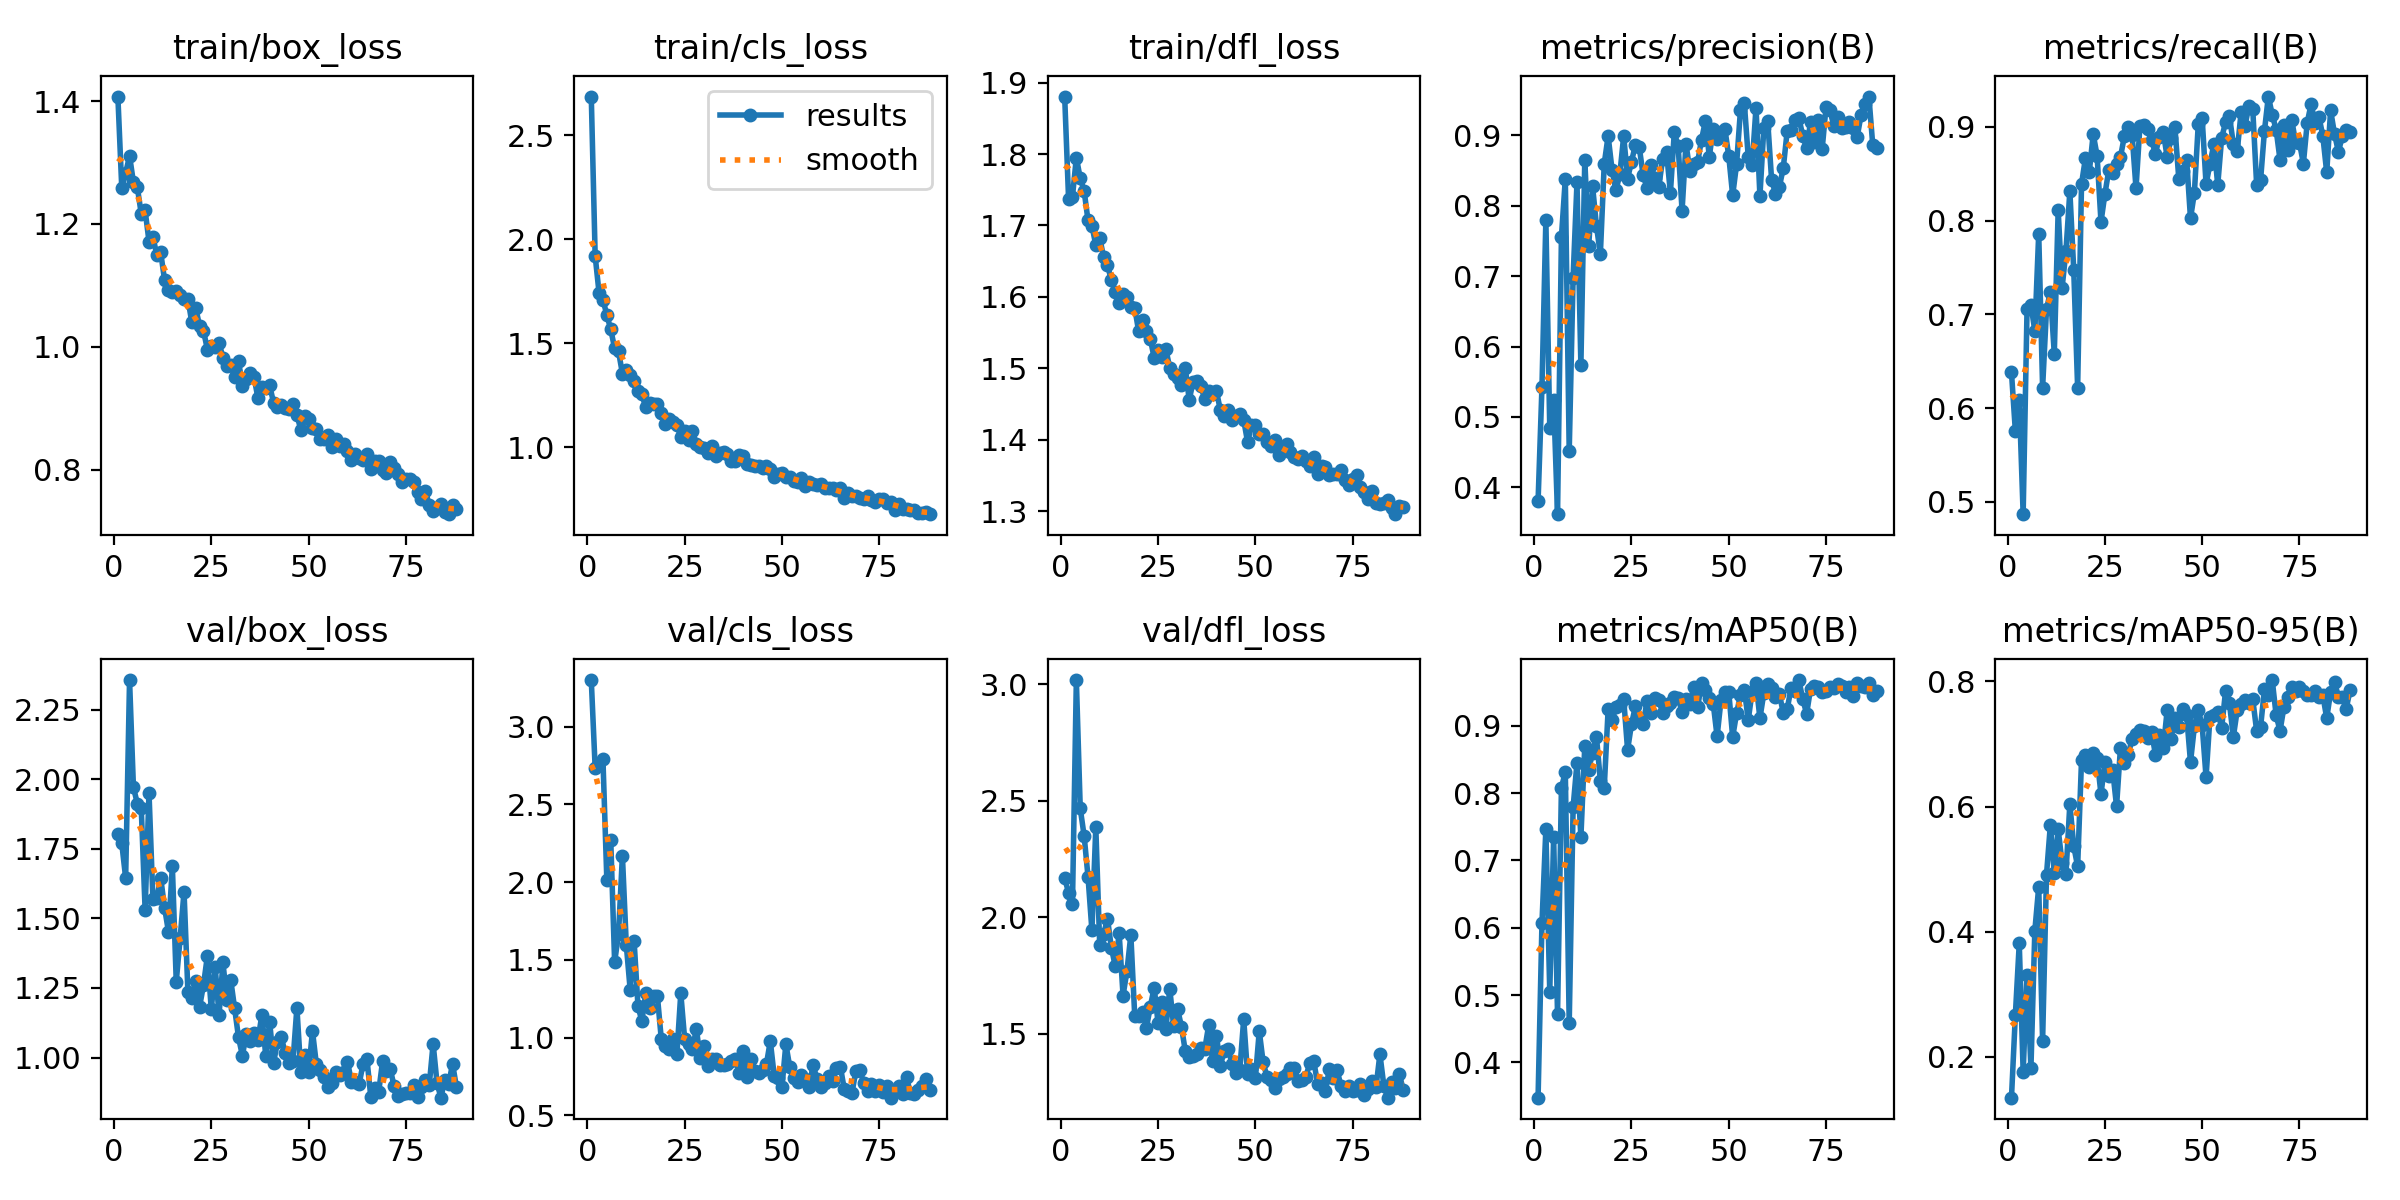 train/box_loss
1.4
1.2
1.0
0.8
0 25 50 75
train/cls_loss
results
smooth
2.5
2.0
1.5
1.0
0 25 50 75
train/dfl_loss
1.9
1.8
1.7
1.6
1.5
1.4
1.3
0 25 50 75
metrics/precision(B)
0.9
0.8
0.7
0.6
0.5
0.4
0 25 50 75
metrics/recall(B)
0.9
0.8
0.7
0.6
0.5
0 25 50 75
val/box_loss
2.25
2.00
1.75
1.50
1.25
1.00
0 25 50 75
val/cls_loss
3.0
2.5
2.0
1.5
1.0
0.5
0 25 50 75
val/dfl_loss
3.0
2.5
2.0
1.5
0 25 50 75
metrics/mAP50(B)
0.9
0.8
0.7
0.6
0.5
0.4
0 25 50 75
metrics/mAP50-95(B)
0.8
0.6
0.4
0.2
0 25 50 75